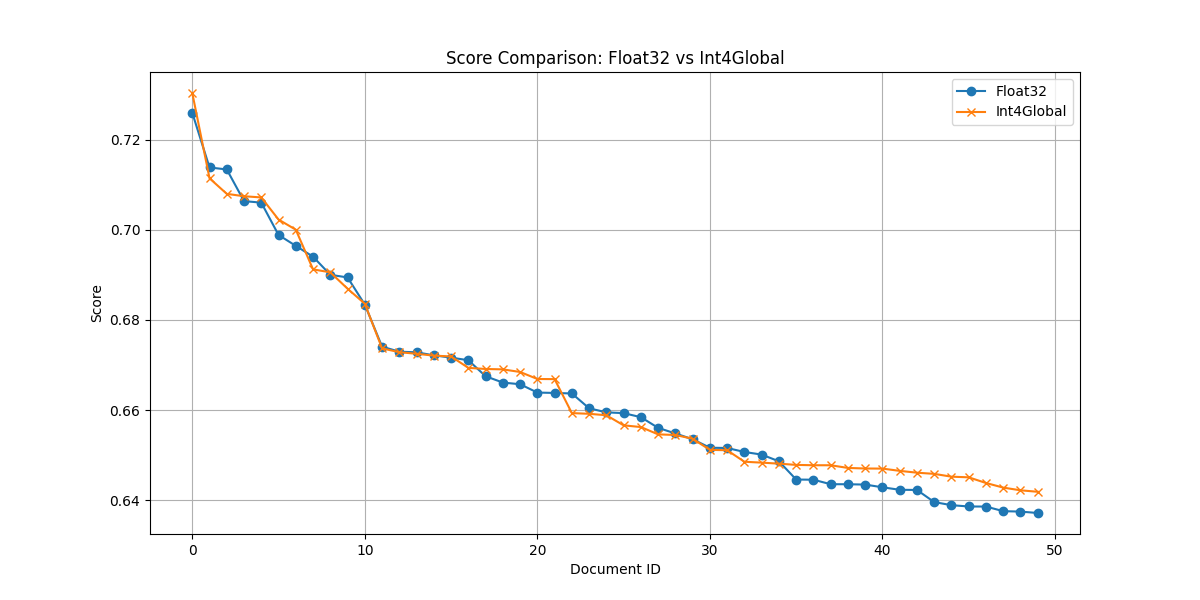 Score Comparison: Float32 vs Int4Global
Float32
Int4Global
0.72
0.70
0.68
0.66
0.64
Score
0 10 20 30 40 50
Document ID